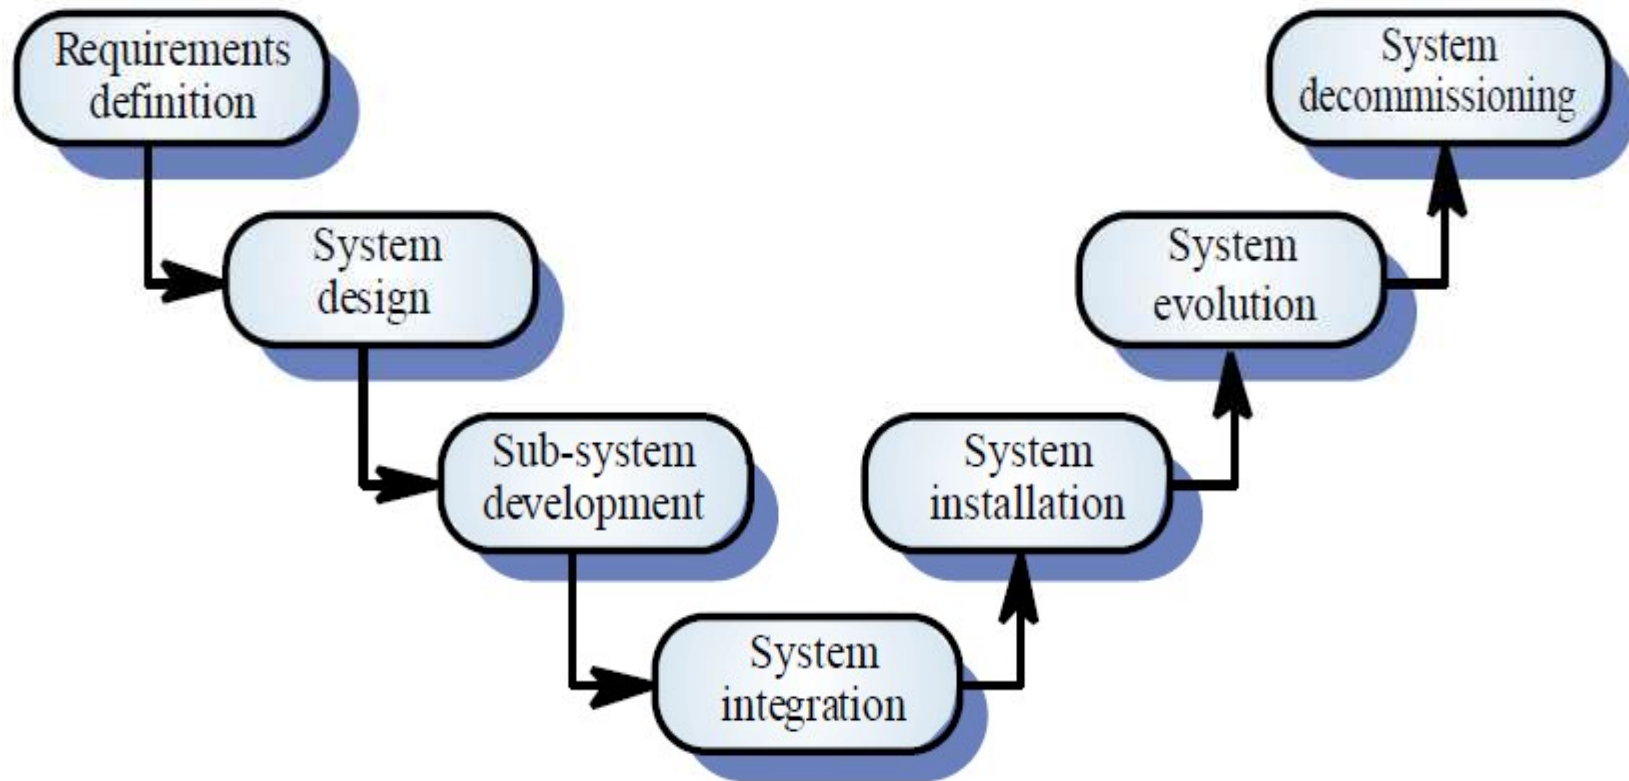 Requirements
definition
System
design
Sub-system
development
System
integration
System
installation
System
evolution
System
decommissioning